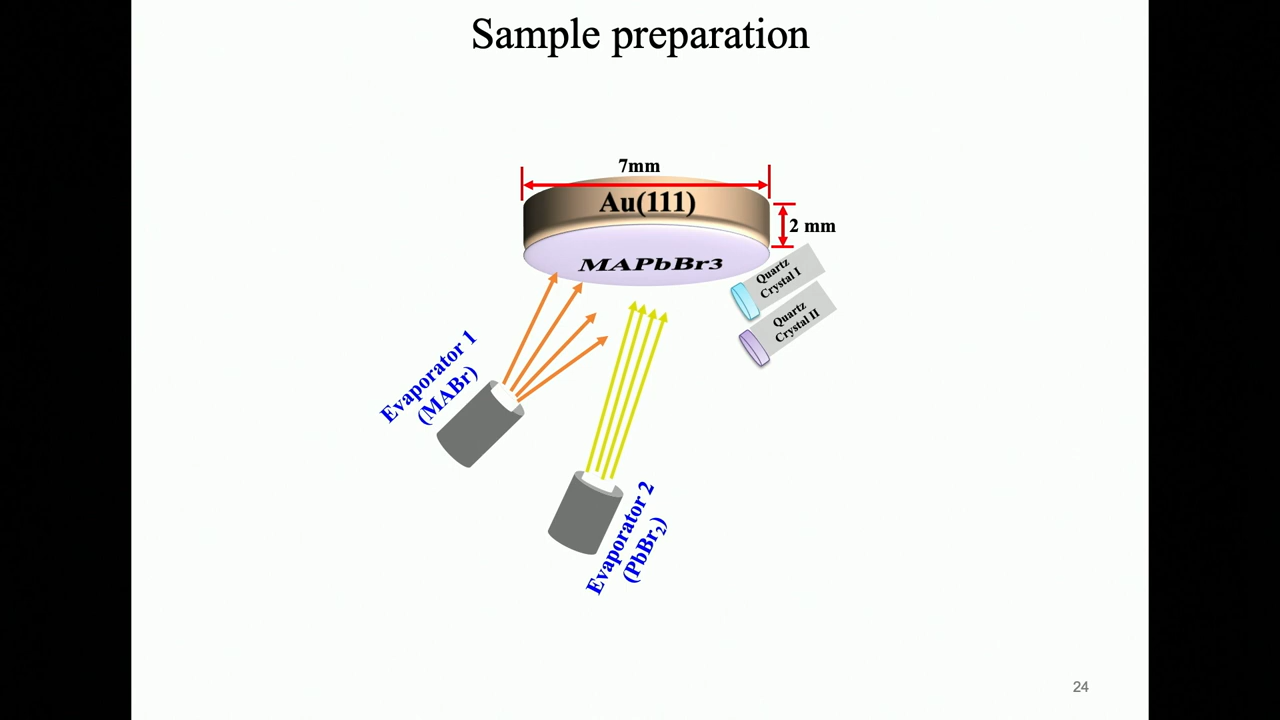 Sample preparation
7mm
Au(111)
2 mm
MAPbBr3
Quartz
Crystal I
Quartz
Crystal II
Evaporator 1
(MABr)
Evaporator 2
(PbBr₂)
24